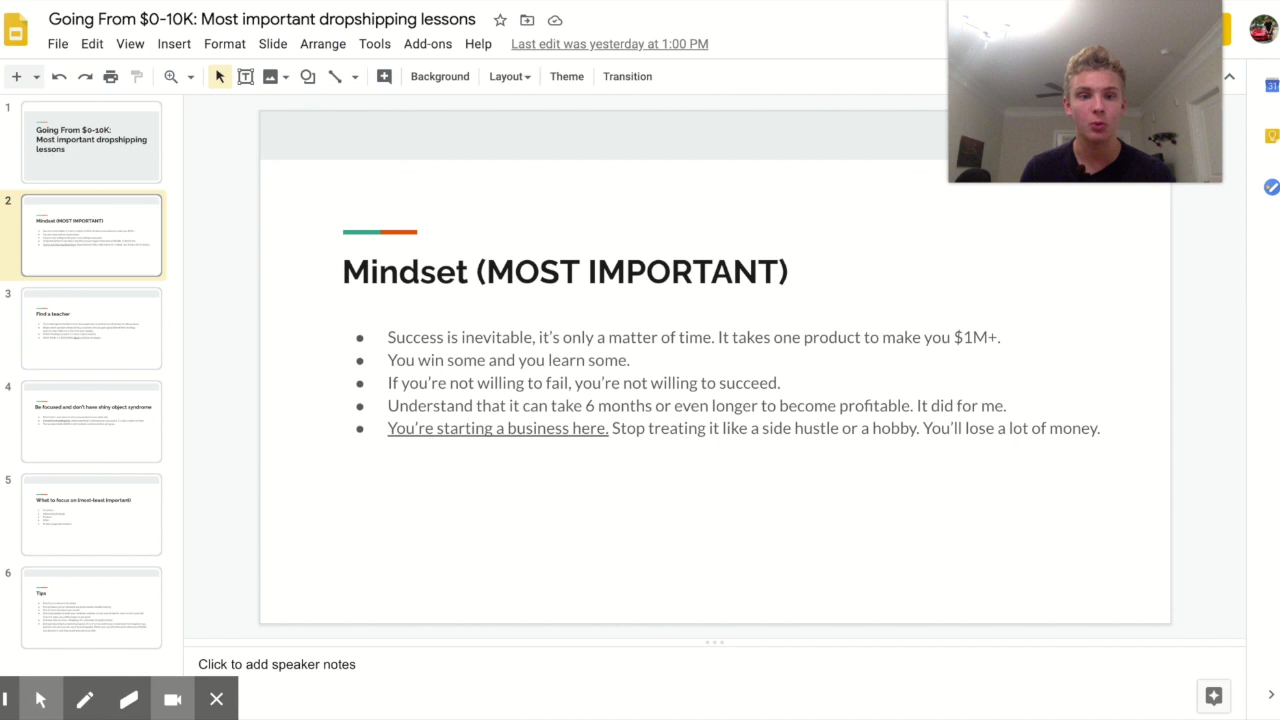 Going From $0-10K: Most important dropshipping lessons
File Edit View Insert Format Slide Arrange Tools Add-ons Help Last edit was yesterday at 1:00 PM
Background Layout Theme Transition
31
1
Going From $0-10K:
Most important dropshipping
lessons
2
Mindset (MOST IMPORTANT)
3
Find a teacher
4
Be focused and don't have shiny object syndrome
5
What to focus on (most-least important)
6
Tips
Mindset (MOST IMPORTANT)
● Success is inevitable, it's only a matter of time. It takes one product to make you $1M+.
● You win some and you learn some.
● If you're not willing to fail, you're not willing to succeed.
● Understand that it can take 6 months or even longer to become profitable. It did for me.
● You're starting a business here. Stop treating it like a side hustle or a hobby. You'll lose a lot of money.
Click to add speaker notes